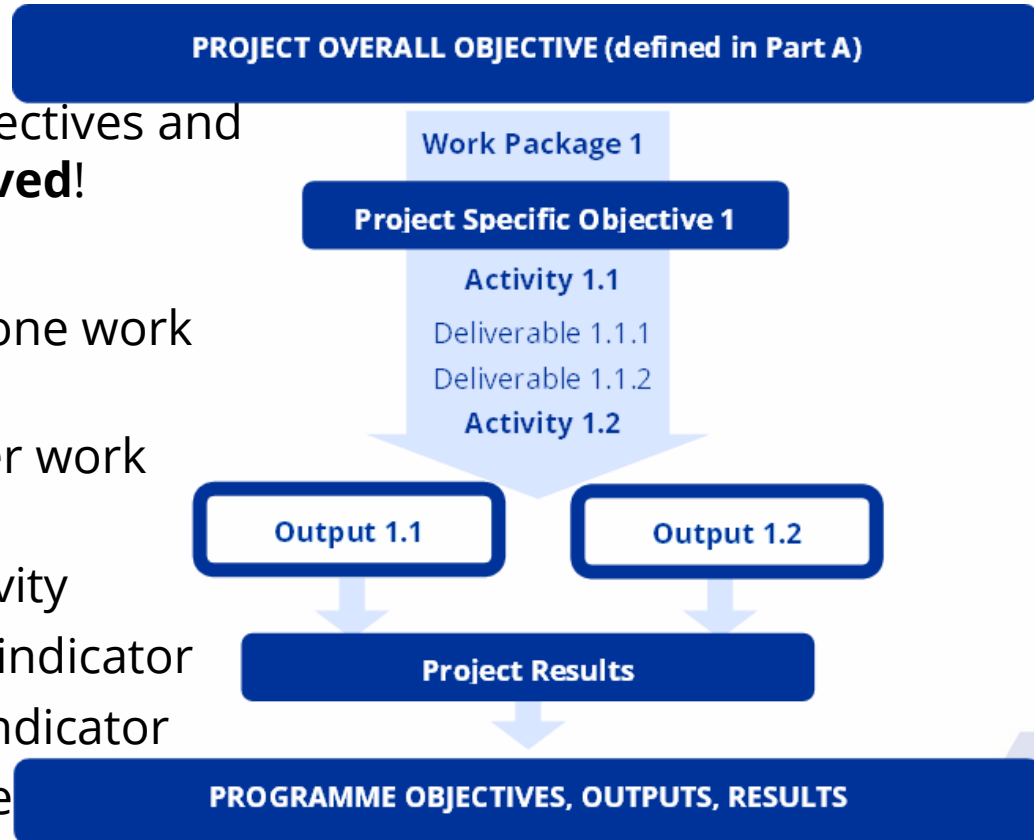 PROJECT OVERALL OBJECTIVE (defined in Part A)
ectives and
ved!
one work
er work
vity
indicator
ndicator
e
Work Package 1
Project Specific Objective 1
Activity 1.1
Deliverable 1.1.1
Deliverable 1.1.2
Activity 1.2
Output 1.1
Output 1.2
Project Results
PROGRAMME OBJECTIVES, OUTPUTS, RESULTS